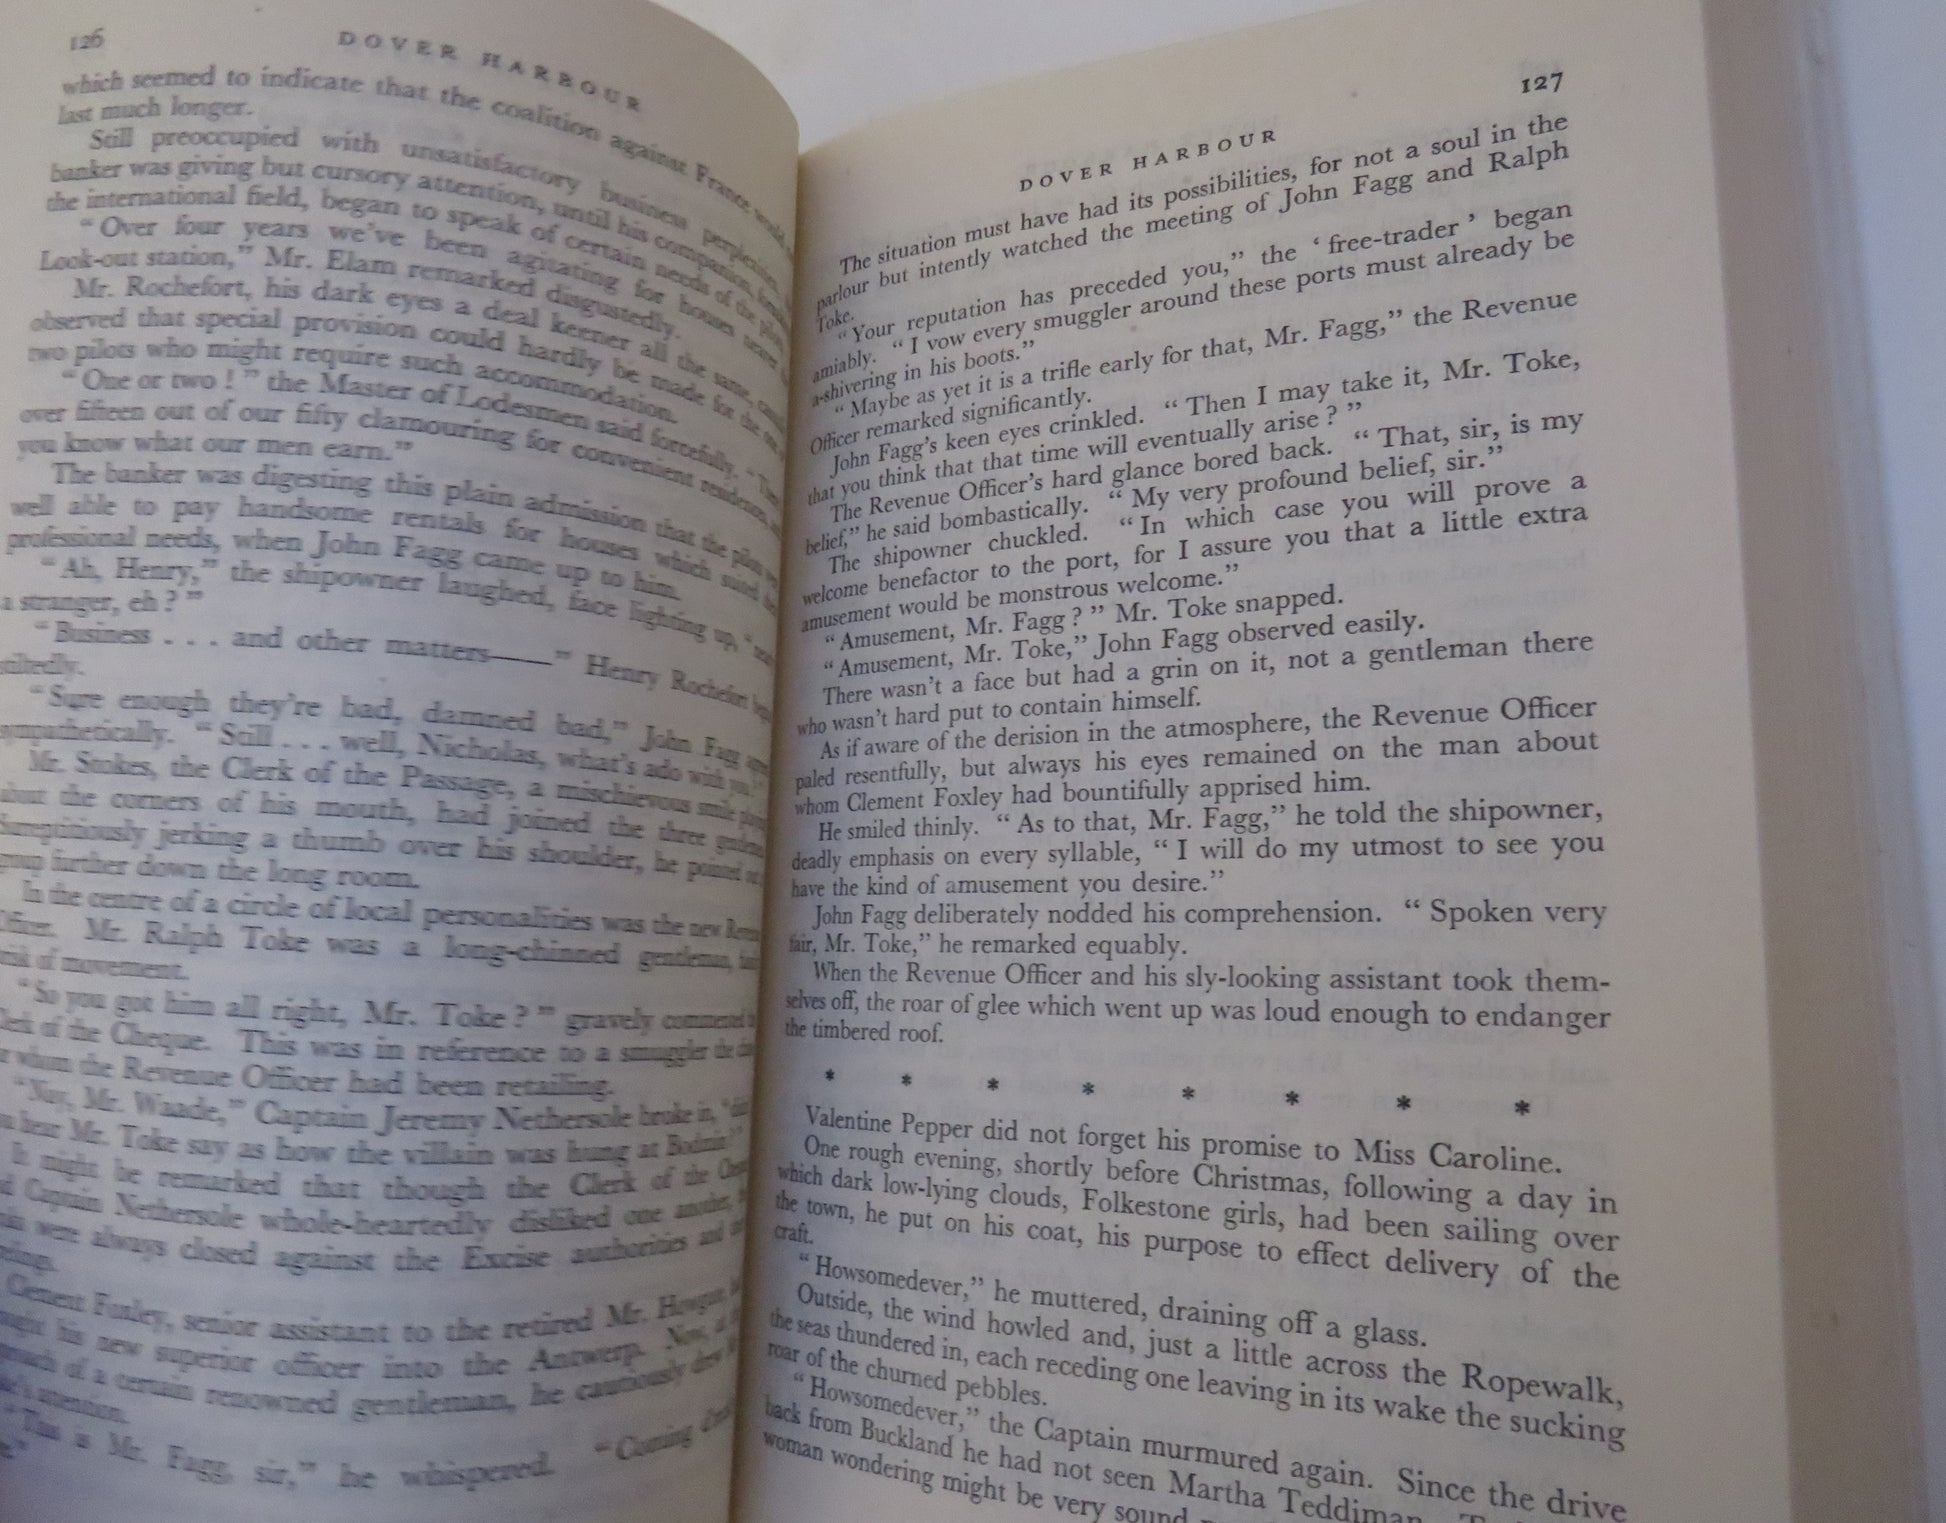 126
DOVER HARBOUR
which seemed to indicate that the coalition against France would
last much longer.
Still preoccupied with unsatisfactory business perplexities,
banker was giving but cursory attention, until his companion,
the international field, began to speak of certain needs of the pilots
“ Over four years we've been agitating for houses nearer
Look-out station,” Mr. Elam remarked disgustedly.
Mr. Rochefort, his dark eyes a deal keener all the same,
observed that special provision could hardly be made for the one
two pilots who might require such accommodation.
“ One or two ! ” the Master of Lodesmen said forcefully.
over fifteen out of our fifty clamouring for convenient
you know what our men earn.”
The banker was digesting this plain admission that the pilots
well able to pay handsome rentals for houses which suited
professional needs, when John Fagg came up to him.
“ Ah, Henry,” the shipowner laughed, face lighting up,
a stranger, eh ? ”
“ Business . . . and other matters——” Henry Rochefort
stiltedly.
“ Sure enough they're bad, damned bad,” John Fagg
sympathetically. “ Still . . . well, Nicholas, what's ado with you
Mr. Stokes, the Clerk of the Passage, a mischievous smile
about the corners of his mouth, had joined the three
Surreptitiously jerking a thumb over his shoulder, he pointed
group further down the long room.
In the centre of a circle of local personalities was the new
Officer. Mr. Ralph Toke was a long-chinned gentleman,
of movement.
“ So you got him all right, Mr. Toke ? ” gravely commented
Clerk of the Cheque. This was in reference to a smuggler the
whom the Revenue Officer had been retailing.
“ Nay, Mr. Waade,” Captain Jeremy Nethersole broke in,
hear Mr. Toke say as how the villain was hung at Bodmin
It might be remarked that though the Clerk of the
Captain Nethersole whole-heartedly disliked one another,
were always closed against the Excise authorities and
Clement Foxley, senior assistant to the retired Mr.
his new superior officer into the Antwerp. Now,
of a certain renowned gentleman, he cautiously drew
attention.
“ This is Mr. Fagg, sir,” he whispered. “ Coming
127
DOVER HARBOUR
The situation must have had its possibilities, for not a soul in the
parlour but intently watched the meeting of John Fagg and Ralph
Toke.
“ Your reputation has preceded you,” the ‘ free-trader ’ began
amiably. “ I vow every smuggler around these ports must already be
a-shivering in his boots.”
“ Maybe as yet it is a trifle early for that, Mr. Fagg,” the Revenue
Officer remarked significantly.
John Fagg's keen eyes crinkled. “ Then I may take it, Mr. Toke,
that you think that that time will eventually arise ? ”
The Revenue Officer's hard glance bored back. “ That, sir, is my
belief,” he said bombastically. “ My very profound belief, sir.”
The shipowner chuckled. “ In which case you will prove a
welcome benefactor to the port, for I assure you that a little extra
amusement would be monstrous welcome.”
“ Amusement, Mr. Fagg ? ” Mr. Toke snapped.
“ Amusement, Mr. Toke,” John Fagg observed easily.
There wasn't a face but had a grin on it, not a gentleman there
who wasn't hard put to contain himself.
As if aware of the derision in the atmosphere, the Revenue Officer
paled resentfully, but always his eyes remained on the man about
whom Clement Foxley had bountifully apprised him.
He smiled thinly. “ As to that, Mr. Fagg,” he told the shipowner,
deadly emphasis on every syllable, “ I will do my utmost to see you
have the kind of amusement you desire.”
John Fagg deliberately nodded his comprehension. “ Spoken very
fair, Mr. Toke,” he remarked equably.
When the Revenue Officer and his sly-looking assistant took them-
selves off, the roar of glee which went up was loud enough to endanger
the timbered roof.
* * * * * * * *
Valentine Pepper did not forget his promise to Miss Caroline.
One rough evening, shortly before Christmas, following a day in
which dark low-lying clouds, Folkestone girls, had been sailing over
the town, he put on his coat, his purpose to effect delivery of the
craft.
“ Howsomedever,” he muttered, draining off a glass.
Outside, the wind howled and, just a little across the Ropewalk,
the seas thundered in, each receding one leaving in its wake the sucking
roar of the churned pebbles.
“ Howsomedever,” the Captain murmured again. Since the drive
back from Buckland he had not seen Martha Teddiman.
woman wondering might be very sound